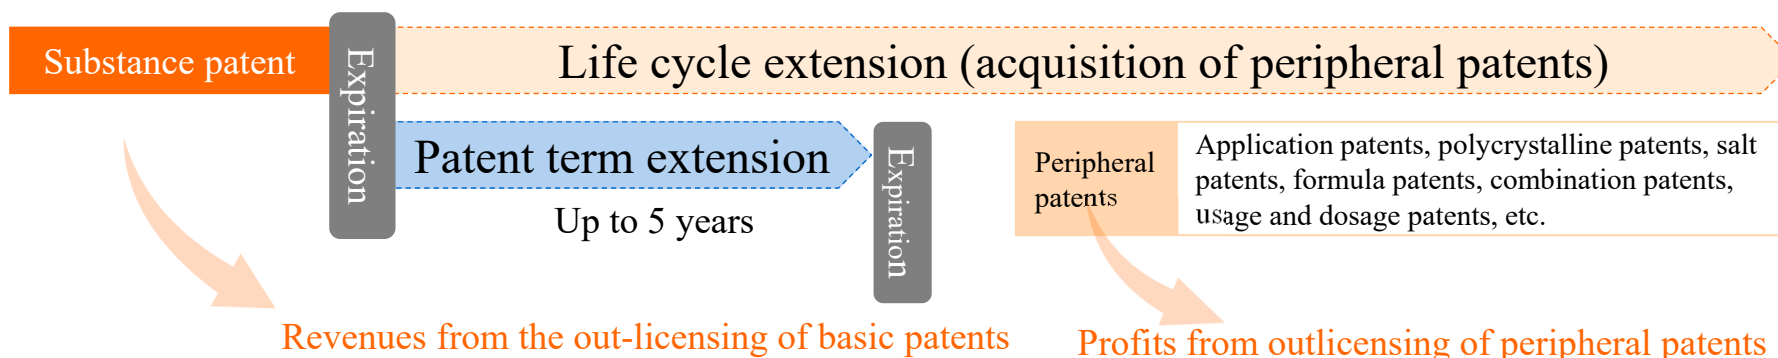 Substance patent
Expiration
Life cycle extension (acquisition of peripheral patents)
Patent term extension
Up to 5 years
Expiration
Peripheral
patents
Application patents, polycrystalline patents, salt
patents, formula patents, combination patents,
usage and dosage patents, etc.
Revenues from the out-licensing of basic patents
Profits from outlicensing of peripheral patents